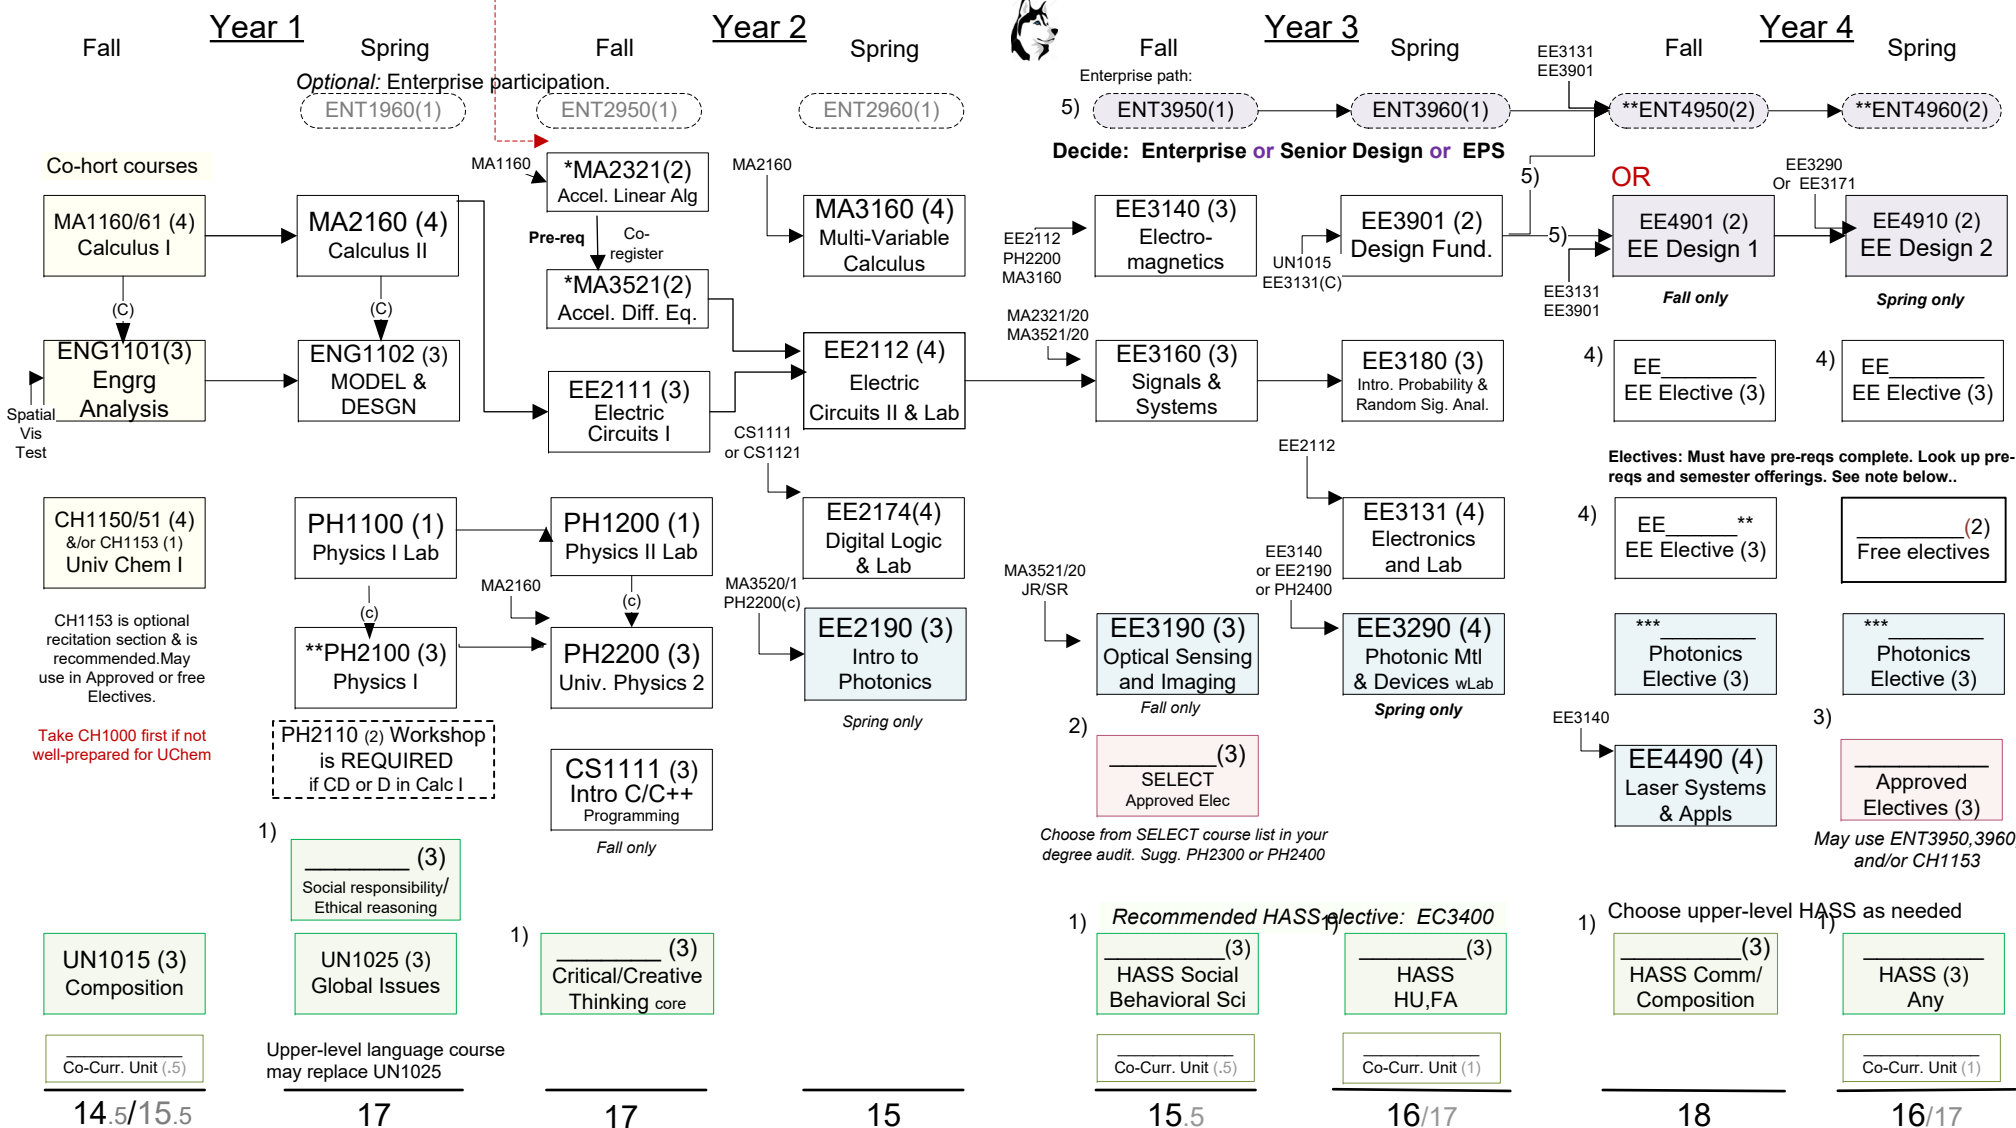 Year 1
Year 2
Year 3
Year 4
Fall
Spring
Fall
Spring
Fall
Spring
Fall
Spring
Optional: Enterprise participation.
ENT1960(1)
ENT2950(1)
ENT2960(1)
Enterprise path:
5)
ENT3950(1)
ENT3960(1)
EE3131
EE3901
**ENT4950(2)
**ENT4960(2)
Decide: Enterprise or Senior Design or EPS
Co-hort courses
MA1160/61 (4)
Calculus I
(C)
ENG1101(3)
Engrg
Analysis
Spatial
Vis
Test
CH1150/51 (4)
&/or CH1153 (1)
Univ Chem I
CH1153 is optional
recitation section & is
recommended.May
use in Approved or free
Electives.
Take CH1000 first if not
well-prepared for UChem
UN1015 (3)
Composition
____________
Co-Curr. Unit (.5)
14.5/15.5
MA2160 (4)
Calculus II
(C)
ENG1102 (3)
MODEL &
DESGN
PH1100 (1)
Physics I Lab
(c)
**PH2100 (3)
Physics I
PH2110 (2) Workshop
is REQUIRED
if CD or D in Calc I
1)
________ (3)
Social responsibility/
Ethical reasoning
UN1025 (3)
Global Issues
Upper-level language course
may replace UN1025
17
MA1160
*MA2321(2)
Accel. Linear Alg
Pre-req
Co-
register
*MA3521(2)
Accel. Diff. Eq.
EE2111 (3)
Electric
Circuits I
PH1200 (1)
Physics II Lab
MA2160
(c)
PH2200 (3)
Univ. Physics 2
CS1111 (3)
Intro C/C++
Programming
Fall only
1)
________ (3)
Critical/Creative
Thinking core
17
MA2160
MA3160 (4)
Multi-Variable
Calculus
EE2112 (4)
Electric
Circuits II & Lab
CS1111
or CS1121
EE2174(4)
Digital Logic
& Lab
MA3520/1
PH2200(c)
EE2190 (3)
Intro to
Photonics
Spring only
15
EE2112
PH2200
MA3160
EE3140 (3)
Electro-
magnetics
MA2321/20
MA3521/20
EE3160 (3)
Signals &
Systems
MA3521/20
JR/SR
EE3190 (3)
Optical Sensing
and Imaging
Fall only
2)
_________(3)
SELECT
Approved Elec
Choose from SELECT course list in your
degree audit. Sugg. PH2300 or PH2400
Recommended HASS elective: EC3400
1)
_________(3)
HASS Social
Behavioral Sci
____________
Co-Curr. Unit (.5)
15.5
UN1015
EE3131(C)
EE3901 (2)
Design Fund.
5)
5)
EE3180 (3)
Intro. Probability &
Random Sig. Anal.
EE2112
EE3131 (4)
Electronics
and Lab
EE3140
or EE2190
or PH2400
EE3290 (4)
Photonic Mtl
& Devices wLab
Spring only
1)
________(3)
HASS
HU,FA
____________
Co-Curr. Unit (1)
16/17
OR
EE4901 (2)
EE Design 1
Fall only
EE3131
EE3901
4)
EE________
EE Elective (3)
Electives: Must have pre-reqs complete. Look up pre-
reqs and semester offerings. See note below..
4)
EE______ **
EE Elective (3)
***________
Photonics
Elective (3)
EE3140
EE4490 (4)
Laser Systems
& Appls
Choose upper-level HASS as needed
1)
_________(3)
HASS Comm/
Composition
18
EE3290
Or EE3171
EE4910 (2)
EE Design 2
Spring only
4)
EE________
EE Elective (3)
_________(2)
Free electives
***________
Photonics
Elective (3)
3)
___________
Approved
Electives (3)
May use ENT3950,3960
and/or CH1153
1)
__________
HASS (3)
Any
____________
Co-Curr. Unit (1)
16/17